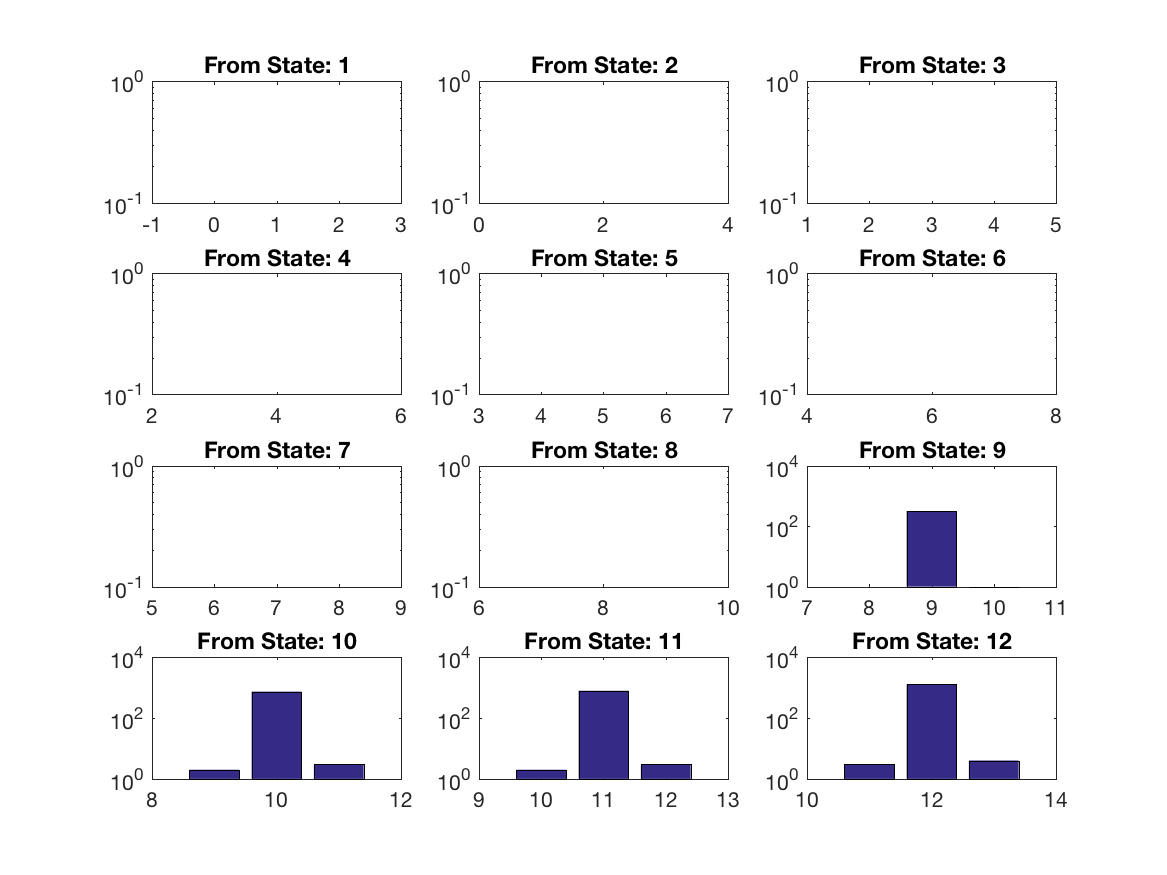 From State: 1 From State: 2 From State: 3
10^0 10^0 10^0
10^-1 10^-1 10^-1
-1 0 1 2 3 0 2 4 1 2 3 4 5
From State: 4 From State: 5 From State: 6
10^0 10^0 10^0
10^-1 10^-1 10^-1
2 4 6 3 4 5 6 7 4 6 8
From State: 7 From State: 8 From State: 9
10^0 10^0 10^4
10^2
10^-1 10^-1 10^0
5 6 7 8 9 6 8 10 7 8 9 10 11
From State: 10 From State: 11 From State: 12
10^4 10^4 10^4
10^2 10^2 10^2
10^0 10^0 10^0
8 10 12 9 10 11 12 13 10 12 14